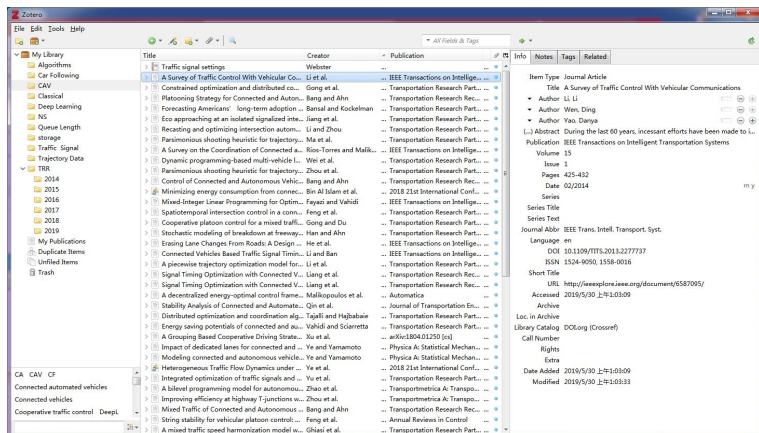 Zotero
File Edit Tools Help
All Fields & Tags
My Library
Algorithms
Car Following
CAV
Classical
Deep Learning
NS
Queue Length
storage
Traffic Signal
Trajectory Data
TRR
2014
2015
2016
2017
2018
2019
My Publications
Duplicate Items
Unfiled Items
Trash
CA CAV CF
Connected automated vehicles
Connected vehicles
Cooperative traffic control DeepL
Title Creator Publication
Traffic signal settings Webster ...
A Survey of Traffic Control With Vehicular Co... Li et al. ... IEEE Transactions on Intellige... ...
Constrained optimization and distributed co... Gong et al. ... Transportation Research Part... ...
Platooning Strategy for Connected and Auton... Bang and Ahn ... Transportation Research Rec... ...
Forecasting Americans' long-term adoption ... Bansal and Kockelman ... Transportation Research Part... ...
Eco approaching at an isolated signalized inte... Jiang et al. ... Transportation Research Part... ...
Recasting and optimizing intersection autom... Li and Zhou ... Transportation Research Part... ...
Parsimonious shooting heuristic for trajectory... Ma et al. ... Transportation Research Part... ...
A Survey on the Coordination of Connected a... Rios-Torres and Malik... ... IEEE Transactions on Intellige... ...
Dynamic programming-based multi-vehicle l... Wei et al. ... Transportation Research Part... ...
Parsimonious shooting heuristic for trajectory... Zhou et al. ... Transportation Research Part... ...
Control of Connected and Autonomous Vehic... Bang and Ahn ... Transportation Research Rec... ...
Minimizing energy consumption from connec... Bin Al Islam et al. ... 2018 21st International Conf... ...
Mixed-Integer Linear Programming for Optim... Fayazi and Vahidi ... IEEE Transactions on Intellige... ...
Spatiotemporal intersection control in a conn... Feng et al. ... Transportation Research Part... ...
Cooperative platoon control for a mixed traffi... Gong and Du ... Transportation Research Part... ...
Stochastic modeling of breakdown at freeway... Han and Ahn ... Transportation Research Part... ...
Erasing Lane Changes From Roads: A Design ... He et al. ... IEEE Transactions on Intellige... ...
Connected Vehicles Based Traffic Signal Timin... Li and Ban ... IEEE Transactions on Intellige... ...
A piecewise trajectory optimization model for... Li et al. ... Transportation Research Part... ...
Signal Timing Optimization with Connected V... Liang et al. ... Transportation Research Rec... ...
Signal Timing Optimization with Connected V... Liang et al. ... Transportation Research Rec... ...
A decentralized energy-optimal control frame... Malikopoulos et al. ... Automatica ...
Stability Analysis of Connected and Automate... Qin et al. ... Journal of Transportation En... ...
Distributed optimization and coordination alg... Tajalli and Hajbabaie ... Transportation Research Part... ...
Energy saving potentials of connected and au... Vahidi and Sciarretta ... Transportation Research Part... ...
A Grouping Based Cooperative Driving Strate... Xu et al. ... arXiv:1804.01250 [cs] ...
Impact of dedicated lanes for connected and ... Ye and Yamamoto ... Physica A: Statistical Mechan... ...
Modeling connected and autonomous vehicle... Ye and Yamamoto ... Physica A: Statistical Mechan... ...
Heterogeneous Traffic Flow Dynamics under ... Ye et al. ... 2018 21st International Conf... ...
Integrated optimization of traffic signals and ... Yu et al. ... Transportation Research Part... ...
A bilevel programming model for autonomou... Zhao et al. ... Transportmetrica A: Transpo... ...
Improving efficiency at highway T-junctions w... Zhou et al. ... Transportmetrica A: Transpo... ...
Mixed Traffic of Connected and Autonomous ... Bang and Ahn ... Transportation Research Rec... ...
String stability for vehicular platoon control: ... Feng et al. ... Annual Reviews in Control ...
A mixed traffic speed harmonization model w... Ghiasi et al. ... Transportation Research Part... ...
Info Notes Tags Related
Item Type Journal Article
Title A Survey of Traffic Control With Vehicular Communications
Author Li, Li
Author Wen, Ding
Author Yao, Danya
(...) Abstract During the last 60 years, incessant efforts have been made to i...
Publication IEEE Transactions on Intelligent Transportation Systems
Volume 15
Issue 1
Pages 425-432
Date 02/2014 m y
Series
Series Title
Series Text
Journal Abbr IEEE Trans. Intell. Transport. Syst.
Language en
DOI 10.1109/TITS.2013.2277737
ISSN 1524-9050, 1558-0016
Short Title
URL http://ieeexplore.ieee.org/document/6587095/
Accessed 2019/5/30 上午1:03:09
Archive
Loc. in Archive
Library Catalog DOI.org (Crossref)
Call Number
Rights
Extra
Date Added 2019/5/30 上午1:03:09
Modified 2019/5/30 上午1:03:33